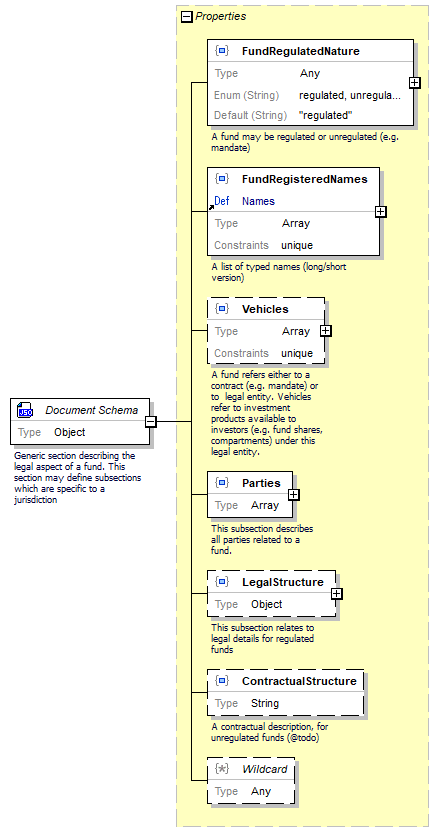 Properties
FundRegulatedNature
Type Any
Enum (String) regulated, unregula...
Default (String) "regulated"
A fund may be regulated or unregulated (e.g.
mandate)
FundRegisteredNames
Def Names
Type Array
Constraints unique
A list of typed names (long/short
version)
Vehicles
Type Array
Constraints unique
A fund refers either to a
contract (e.g. mandate) or
to legal entity. Vehicles
refer to investment
products available to
investors (e.g. fund shares,
compartments) under this
legal entity.
Document Schema
Type Object
Generic section describing the
legal aspect of a fund. This
section may define subsections
which are specific to a
jurisdiction
Parties
Type Array
This subsection describes
all parties related to a
fund.
LegalStructure
Type Object
This subsection relates to
legal details for regulated
funds
ContractualStructure
Type String
A contractual description, for
unregulated funds (@todo)
{*} Wildcard
Type Any